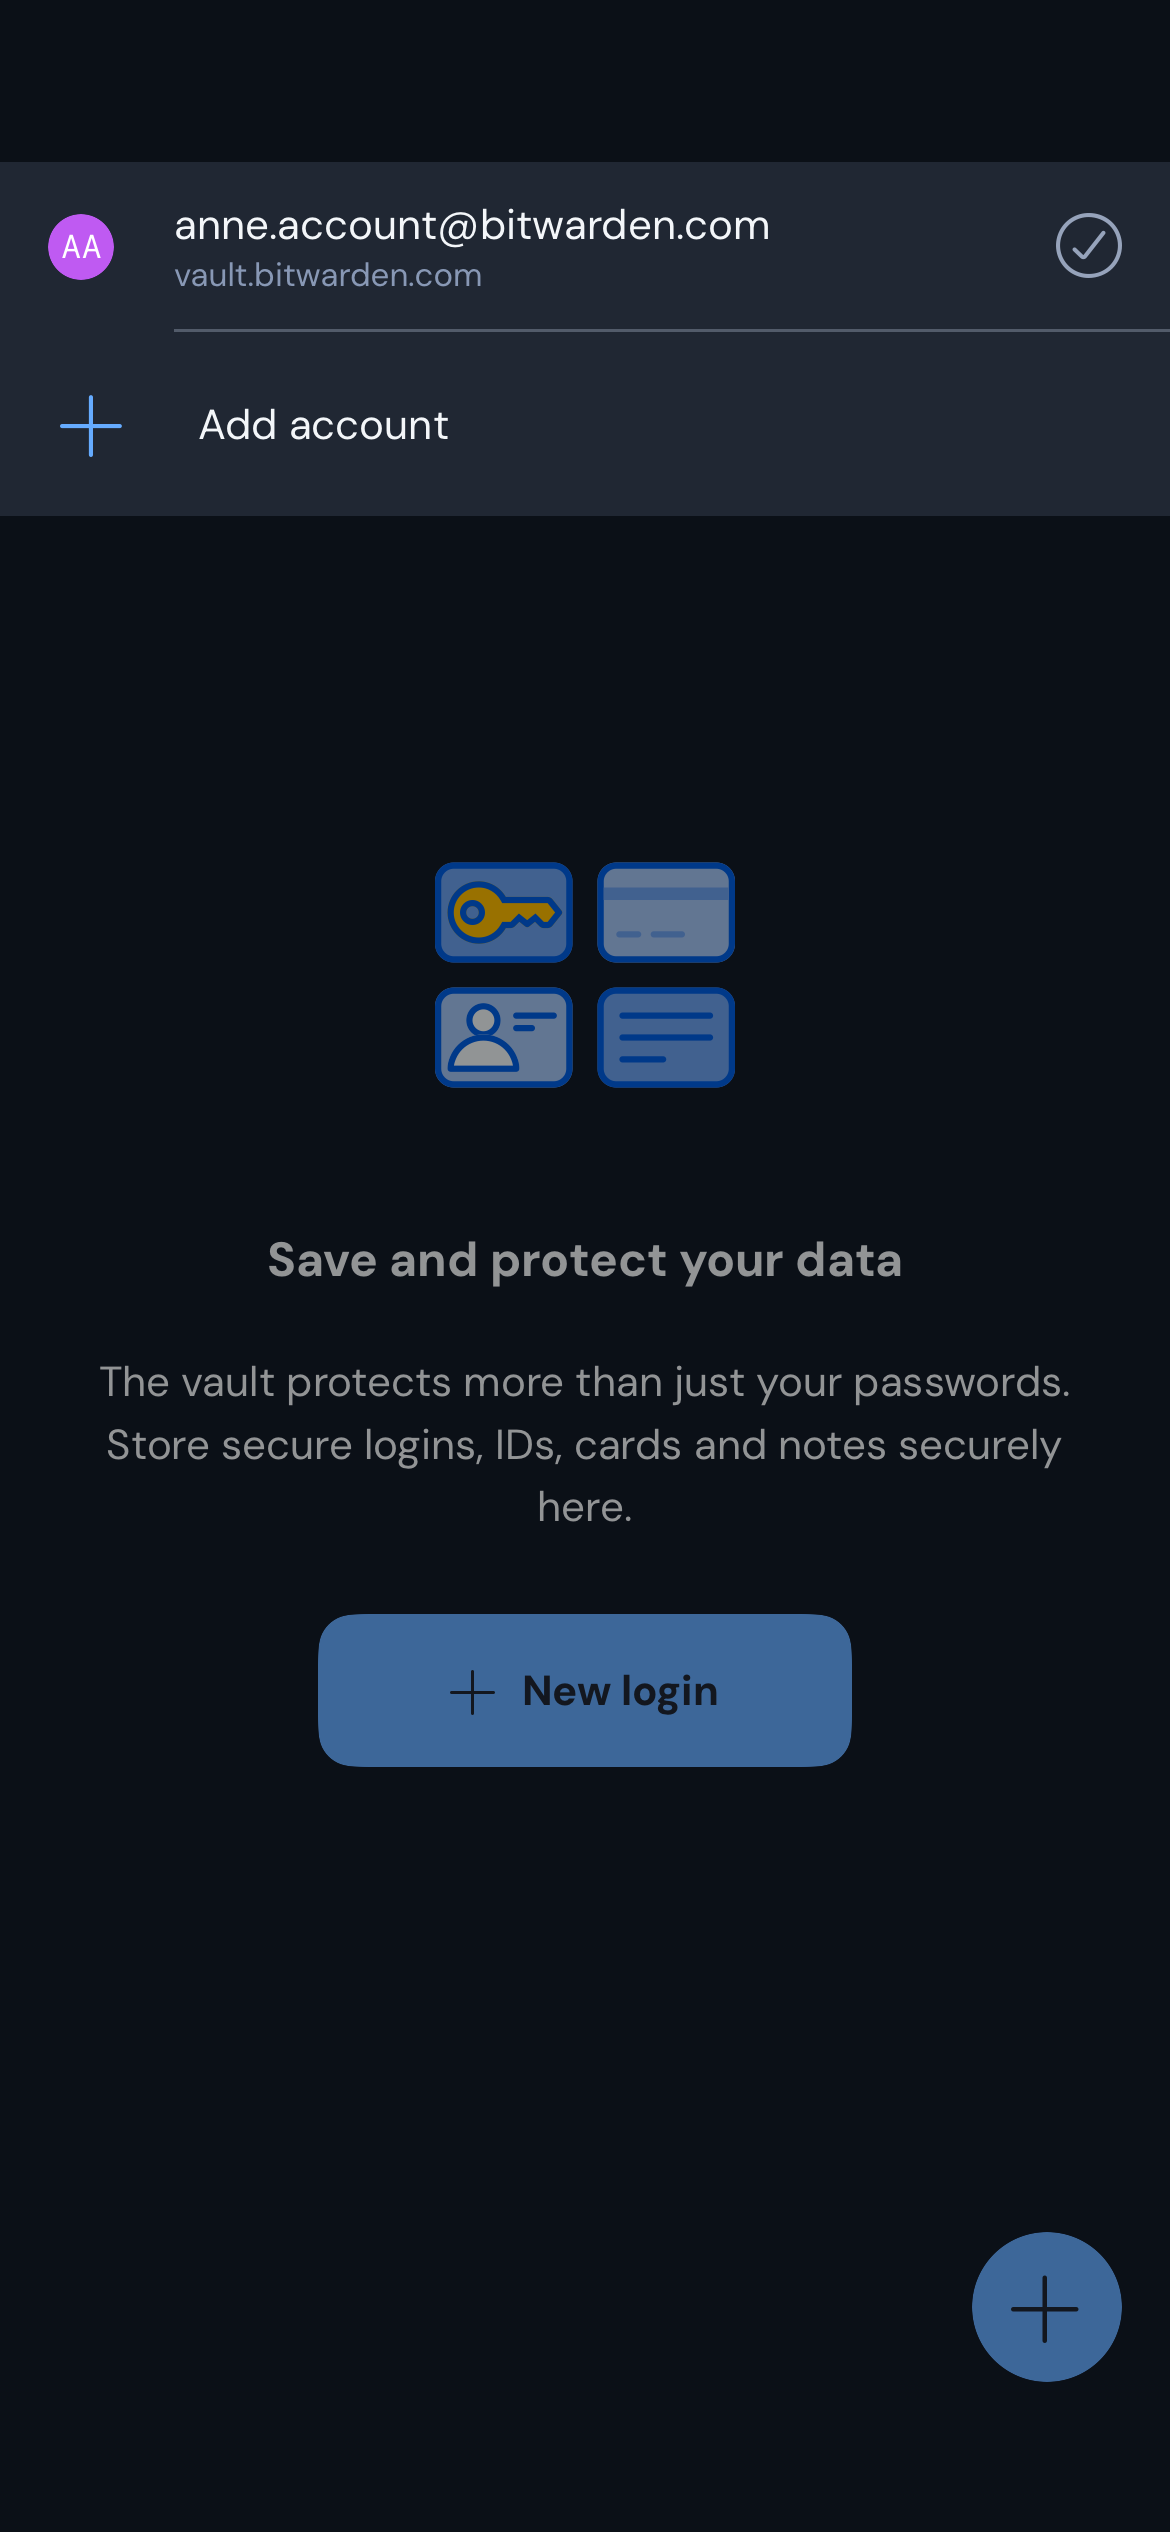 AA
anne.account@bitwarden.com
vault.bitwarden.com
Add account
Save and protect your data
The vault protects more than just your passwords.
Store secure logins, IDs, cards and notes securely
here.
New login